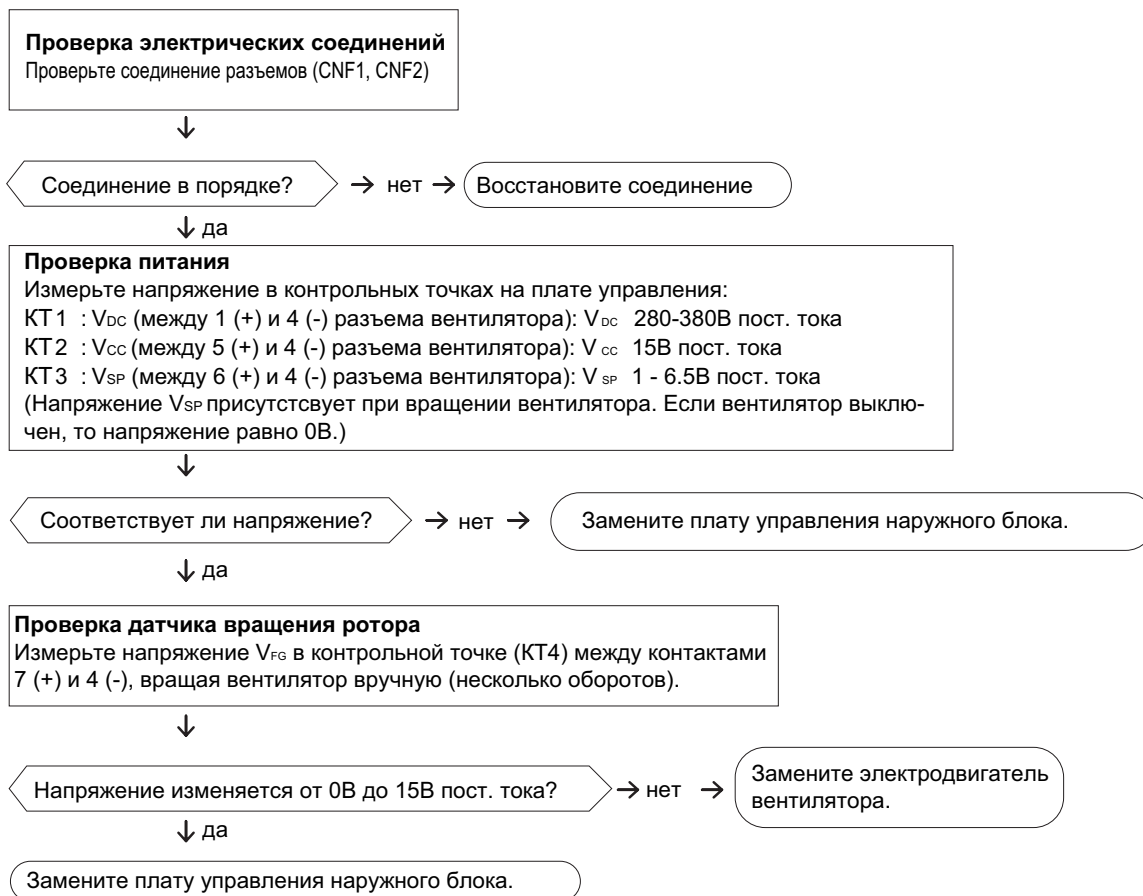 Проверка электрических соединений
Проверьте соединение разъемов (CNF1, CNF2)
Соединение в порядке?
нет
Восстановите соединение
да
Проверка питания
Измерьте напряжение в контрольных точках на плате управления:
КТ1 : VDC (между 1 (+) и 4 (-) разъема вентилятора): VDC 280-380В пост. тока
КТ2 : VCC (между 5 (+) и 4 (-) разъема вентилятора): VCC 15В пост. тока
КТ3 : VSP (между 6 (+) и 4 (-) разъема вентилятора): VSP 1 - 6.5В пост. тока
(Напряжение VSP присутстсвует при вращении вентилятора. Если вентилятор выклю-
чен, то напряжение равно 0В.)
Соответствует ли напряжение?
нет
Замените плату управления наружного блока.
да
Проверка датчика вращения ротора
Измерьте напряжение VFG в контрольной точке (КТ4) между контактами
7 (+) и 4 (-), вращая вентилятор вручную (несколько оборотов).
Напряжение изменяется от 0В до 15В пост. тока?
нет
Замените электродвигатель
вентилятора.
да
Замените плату управления наружного блока.